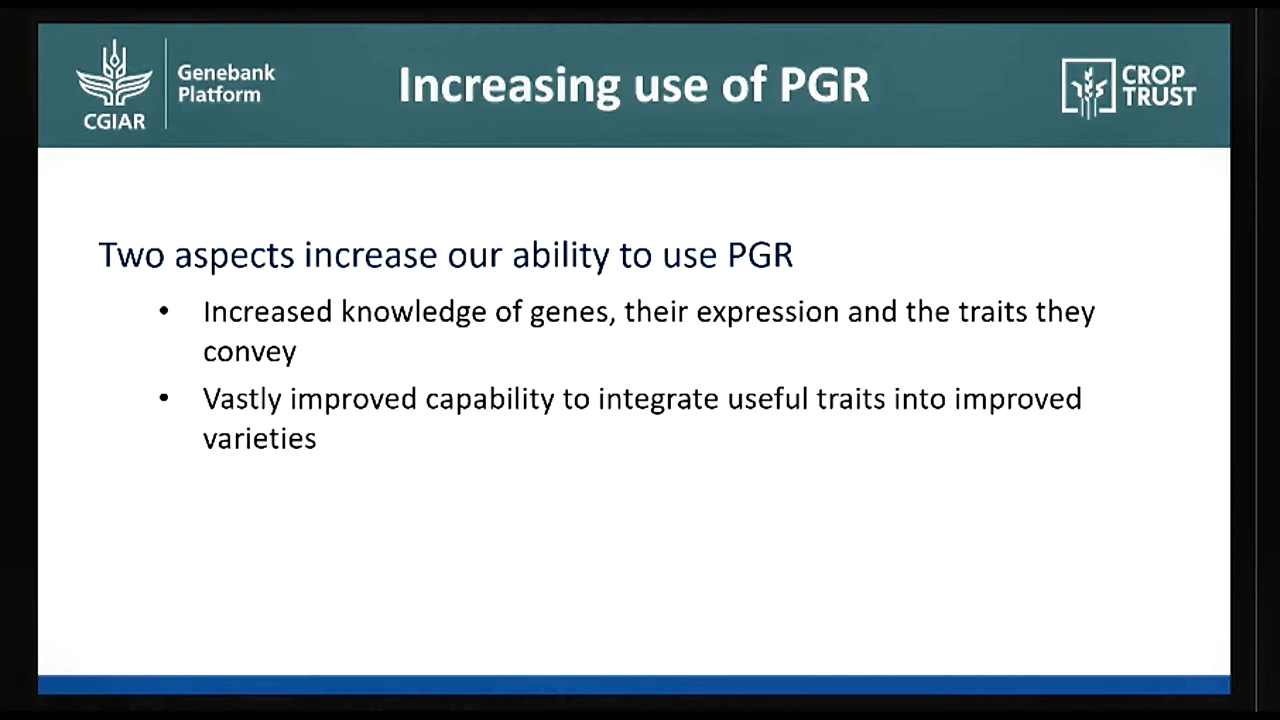 Genebank
Platform
CGIAR
Increasing use of PGR
CROP
TRUST
Two aspects increase our ability to use PGR
• Increased knowledge of genes, their expression and the traits they
convey
• Vastly improved capability to integrate useful traits into improved
varieties